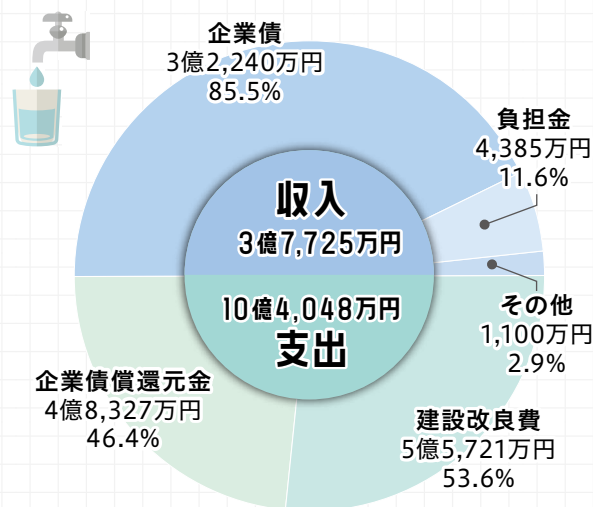 企業債
3億2,240万円
85.5%
負担金
4,385万円
11.6%
収入
3億7,725万円
10億4,048万円
支出
その他
1,100万円
2.9%
企業債償還元金
4億8,327万円
46.4%
建設改良費
5億5,721万円
53.6%